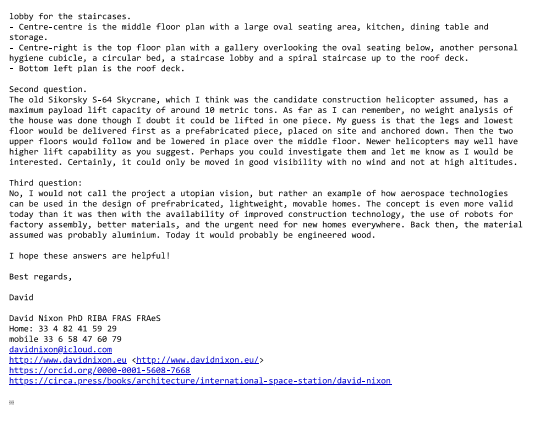 lobby for the staircases.
- Centre-centre is the middle floor plan with a large oval seating area, kitchen, dining table and
storage.
- Centre-right is the top floor plan with a gallery overlooking the oval seating below, another personal
hygiene cubicle, a circular bed, a staircase lobby and a spiral staircase up to the roof deck.
- Bottom left plan is the roof deck.
Second question.
The old Sikorsky S-64 Skycrane, which I think was the candidate construction helicopter assumed, has a
maximum payload lift capacity of around 10 metric tons. As far as I can remember, no weight analysis of
the house was done though I doubt it could be lifted in one piece. My guess is that the legs and lowest
floor would be delivered first as a prefabricated piece, placed on site and anchored down. Then the two
upper floors would follow and be lowered in place over the middle floor. Newer helicopters may well have
higher lift capability as you suggest. Perhaps you could investigate them and let me know as I would be
interested. Certainly, it could only be moved in good visibility with no wind and not at high altitudes.
Third question:
No, I would not call the project a utopian vision, but rather an example of how aerospace technologies
can be used in the design of prefrabricated, lightweight, movable homes. The concept is even more valid
today than it was then with the availability of improved construction technology, the use of robots for
factory assembly, better materials, and the urgent need for new homes everywhere. Back then, the material
assumed was probably aluminium. Today it would probably be engineered wood.
I hope these answers are helpful!
Best regards,
David
David Nixon PhD RIBA FRAS FRAeS
Home: 33 4 82 41 59 29
mobile 33 6 58 47 60 79
davidnixon@icloud.com
http://www.davidnixon.eu <http://www.davidnixon.eu/>
https://orcid.org/0000-0001-5608-7668
https://circa.press/books/architecture/international-space-station/david-nixon